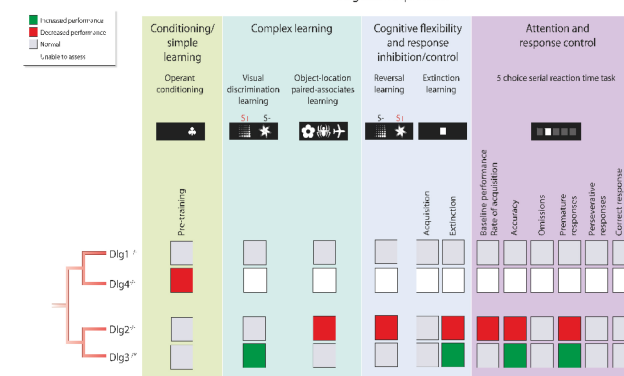 Increased performance
Decreased performance
Normal
Unable to assess
Conditioning/
simple
learning
Complex learning
Cognitive flexibility
and response
inhibition/control
Attention and
response control
Operant
conditioning
Visual
discrimination
learning
Object-location
paired-associates
learning
Reversal
learning
Extinction
learning
5 choice serial reaction time task
S+ S-
S- S+
Pre-training
Acquisition
Extinction
Baseline performance
Rate of acquisition
Accuracy
Omissions
Premature
responses
Perseverative
responses
Correct response
Dlg1
Dlg4-/-
Dlg2-/-
Dlg3